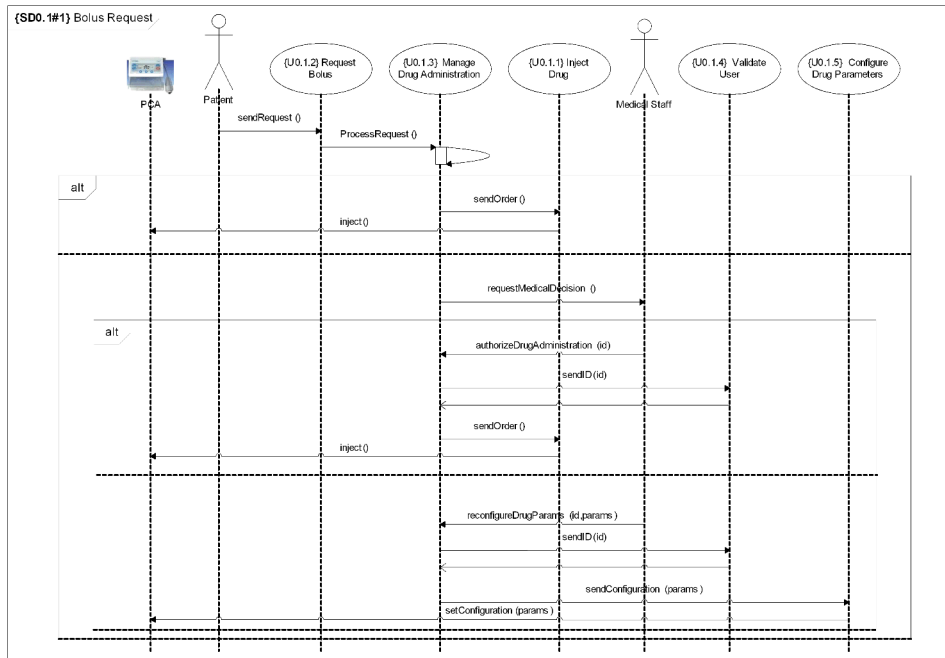 {SD0.1#1} Bolus Request
{U0.1.2} Request
Bolus
{U0.1.3} Manage
Drug Administration
{U0.1.1} Inject
Drug
{U0.1.4} Validate
User
{U0.1.5} Configure
Drug Parameters
PCA
Patient
Medical Staff
sendRequest ()
ProcessRequest ()
alt
sendOrder ()
inject ()
requestMedicalDecision ()
alt
authorizeDrugAdministration (id)
sendID (id)
sendOrder ()
inject ()
reconfigureDrugParams (id,params )
sendID (id)
sendConfiguration (params )
setConfiguration (params )